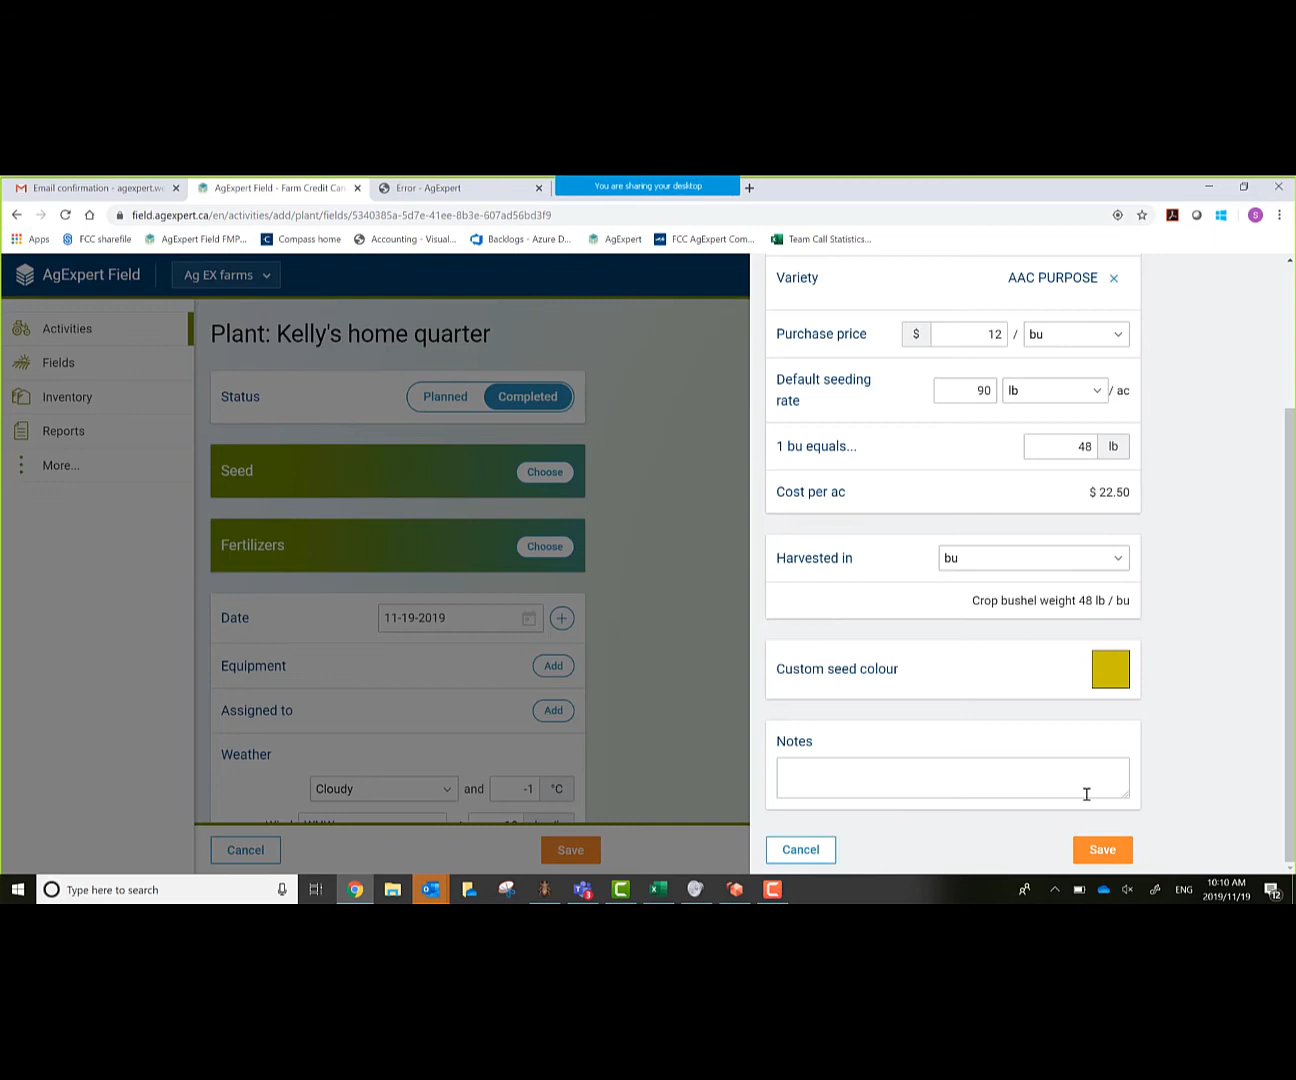 Email confirmation - agexpert.w
AgExpert Field - Farm Credit Can
Error - AgExpert
You are sharing your desktop
field.agexpert.ca/en/activities/add/plant/fields/5340385a-5d7e-41ee-8b3e-607ad56bd3f9
Apps
FCC sharefile
AgExpert Field FMP...
Compass home
Accounting - Visual...
Backlogs - Azure D...
AgExpert
FCC AgExpert Com...
Team Call Statistics...
AgExpert Field
Ag EX farms
Activities
Fields
Inventory
Reports
More...
Plant: Kelly's home quarter
Status Planned Completed
Seed Choose
Fertilizers Choose
Date 11-19-2019
Equipment Add
Assigned to Add
Weather
Cloudy and -1 °C
Cancel Save
Variety AAC PURPOSE
Purchase price $ 12 / bu
Default seeding
rate 90 lb / ac
1 bu equals... 48 lb
Cost per ac $ 22.50
Harvested in bu
Crop bushel weight 48 lb / bu
Custom seed colour
Notes
Cancel Save
Type here to search
ENG
10:10 AM
2019/11/19
12